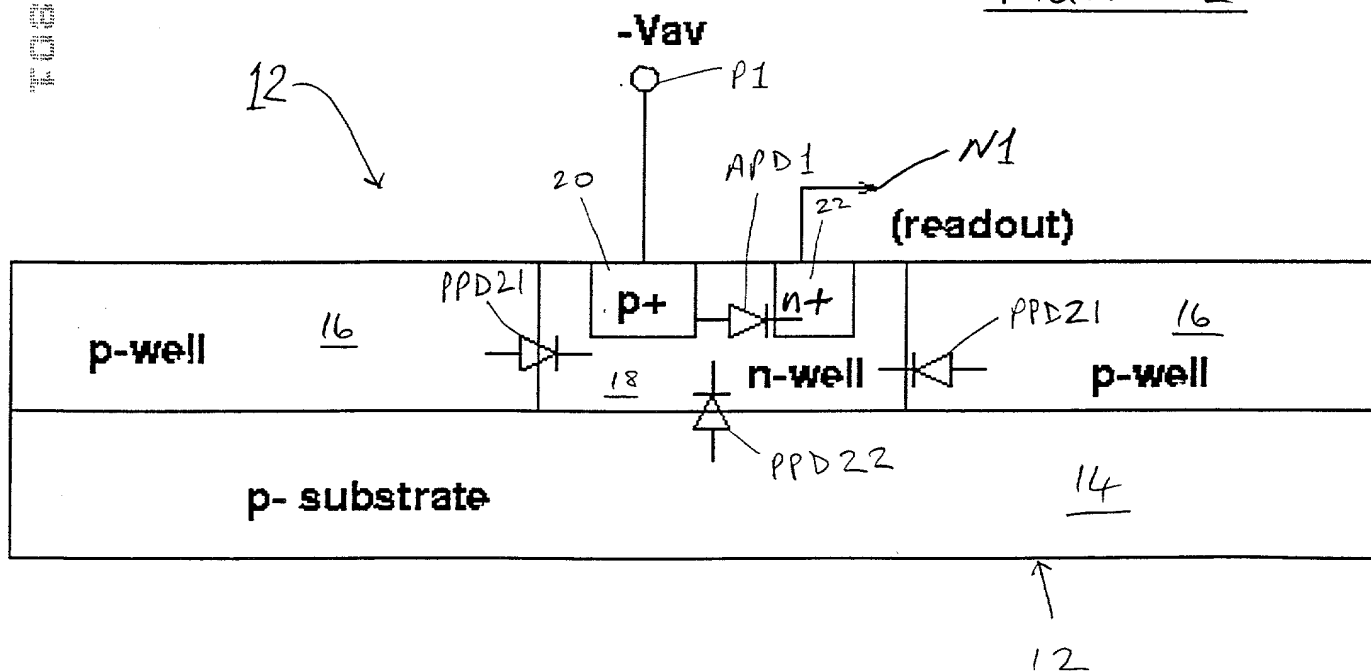 -Vav
P1
12
APD1
N1
20
22
(readout)
PPD21
p+
n+
PPD21
16
16
p-well
18
n-well
p-well
PPD22
p- substrate
14
12